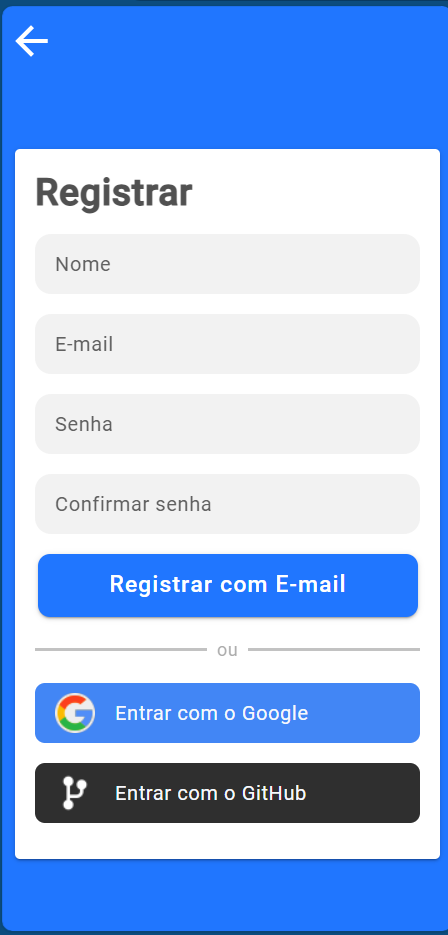 Registrar
Nome
E-mail
Senha
Confirmar senha
Registrar com E-mail
ou
Entrar com o Google
Entrar com o GitHub